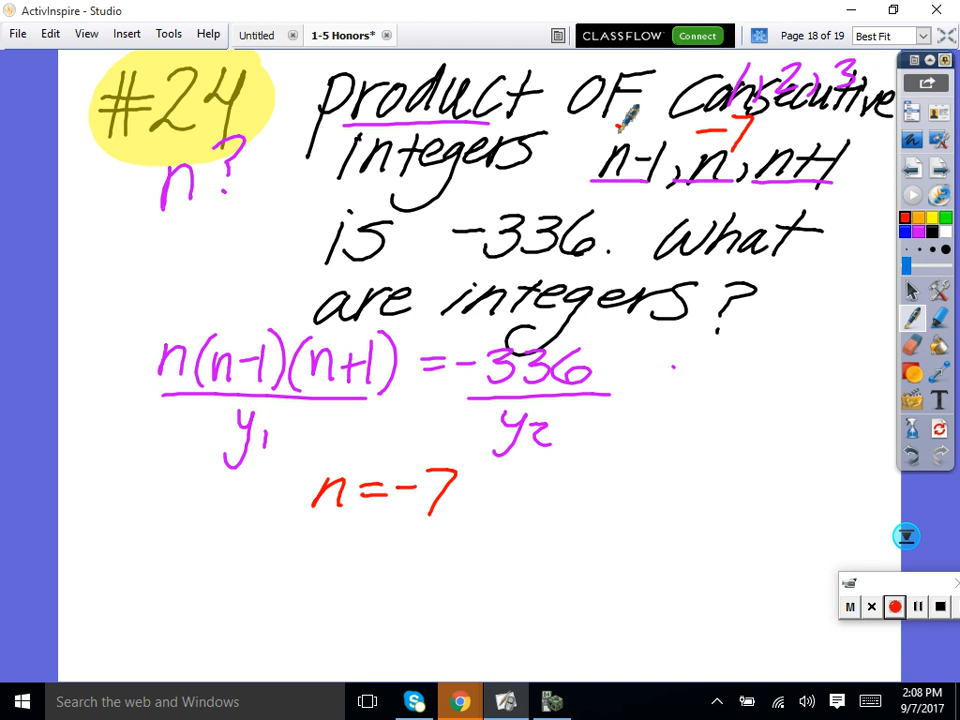 ActivInspire - Studio
File Edit View Insert Tools Help Untitled 1-5 Honors* CLASSFLOW™ Connect Page 18 of 19 Best Fit
#24
n?
product of consecutive
1, 2, 3
-7
integers n-1, n, n+1
is -336. What
are integers?
n(n-1)(n+1) = -336
y1 y2
n = -7
M
Search the web and Windows
2:08 PM
9/7/2017